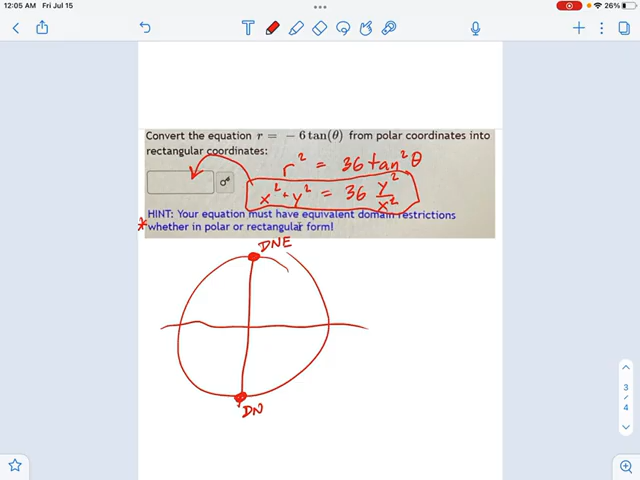 12:05 AM Fri Jul 15
26%
Convert the equation r = − 6 tan(θ) from polar coordinates into
rectangular coordinates:
r² = 36 tan² θ
x² + y² = 36 y²/x²
HINT: Your equation must have equivalent domain restrictions
* whether in polar or rectangular form!
DNE
DN
3
/
4